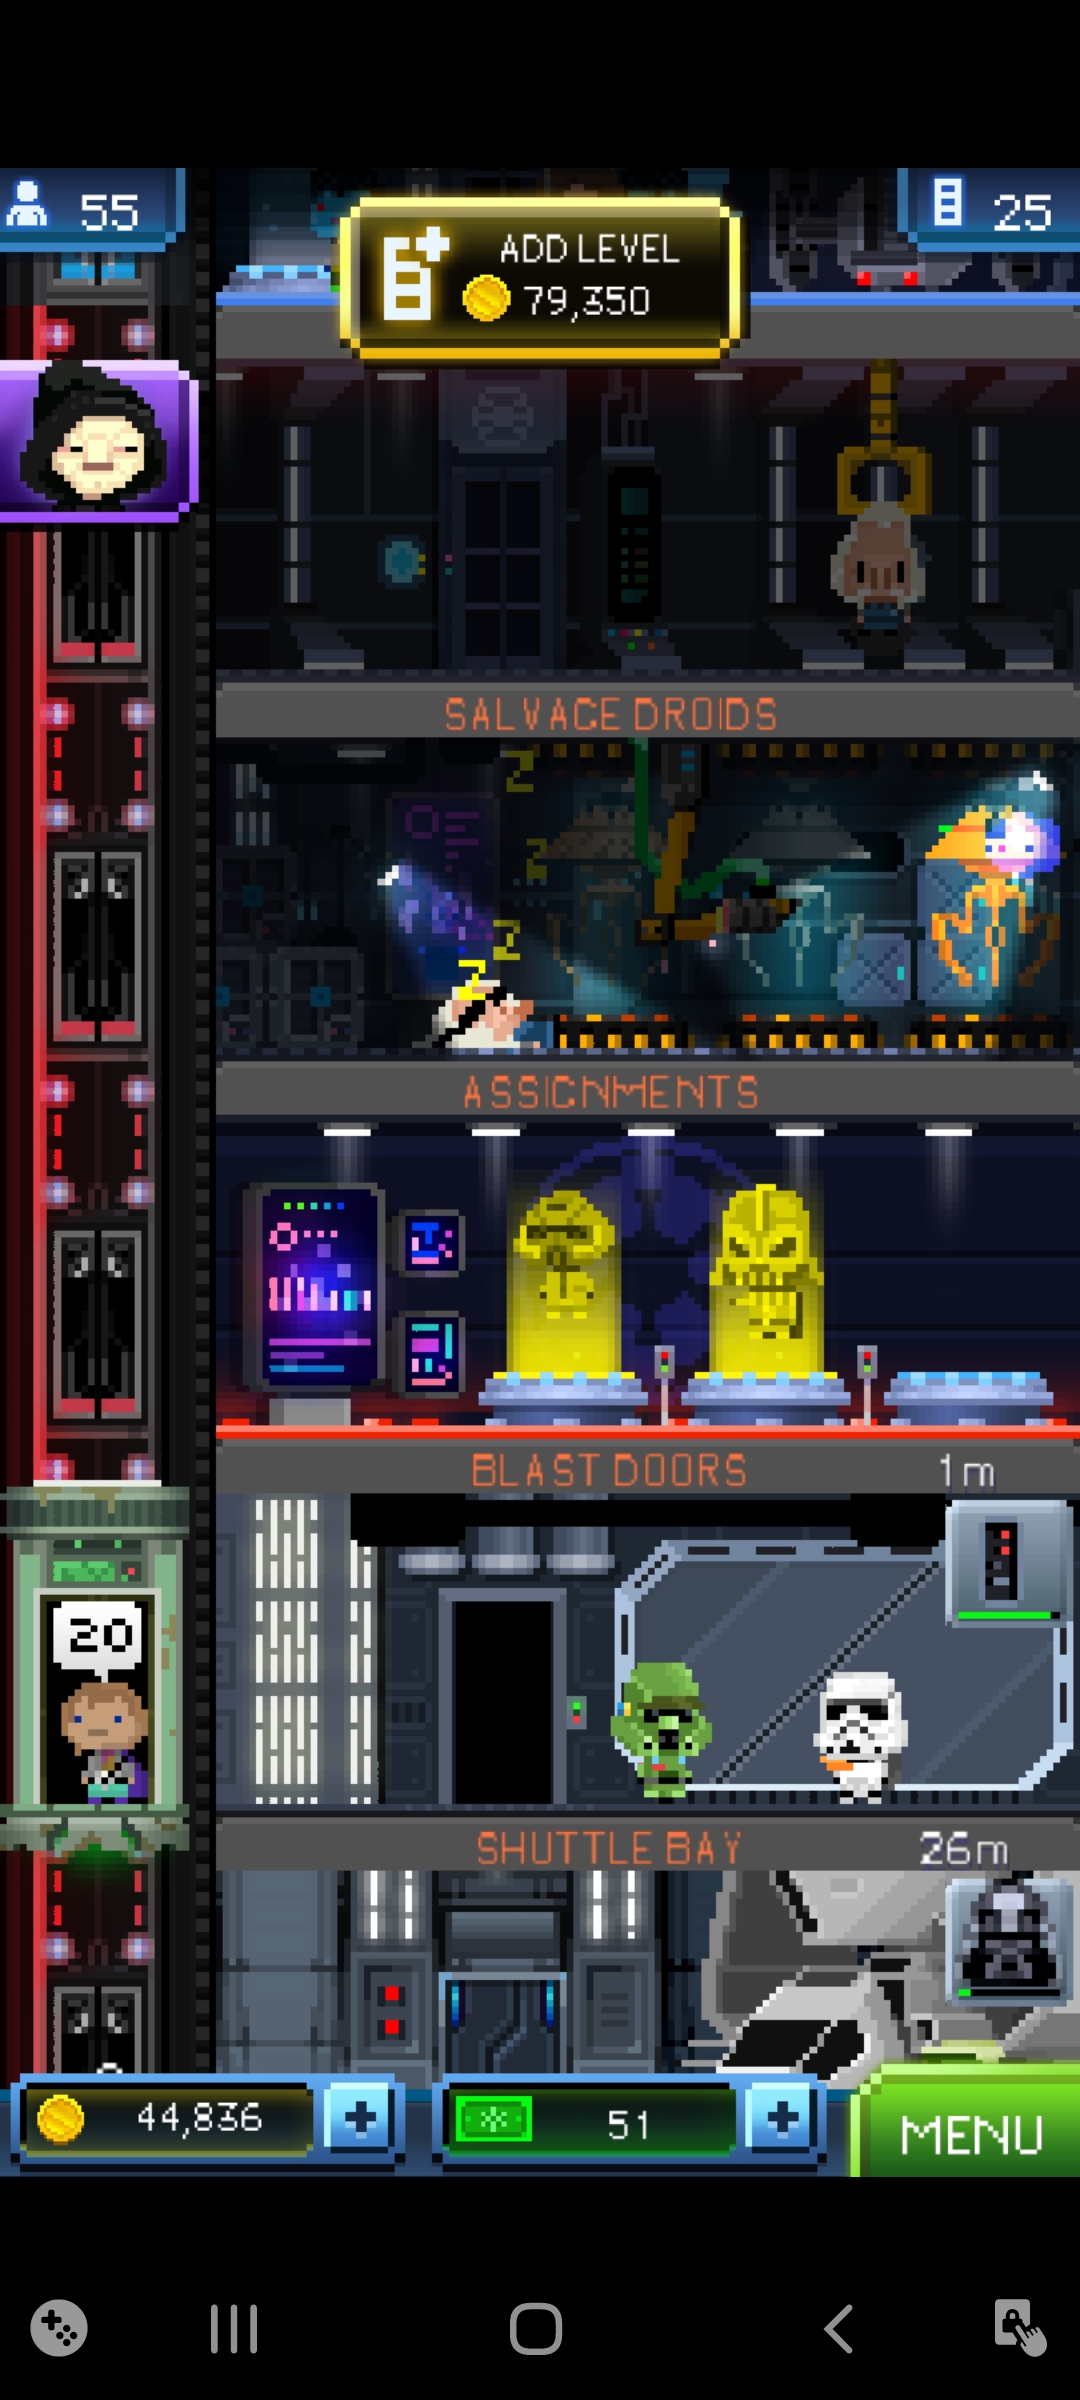 55
25
ADD LEVEL
79,350
SALVAGE DROIDS
Z
Z
Z
Z
ASSIGNMENTS
BLAST DOORS 1m
20
SHUTTLE BAY 26m
44,836
51
MENU